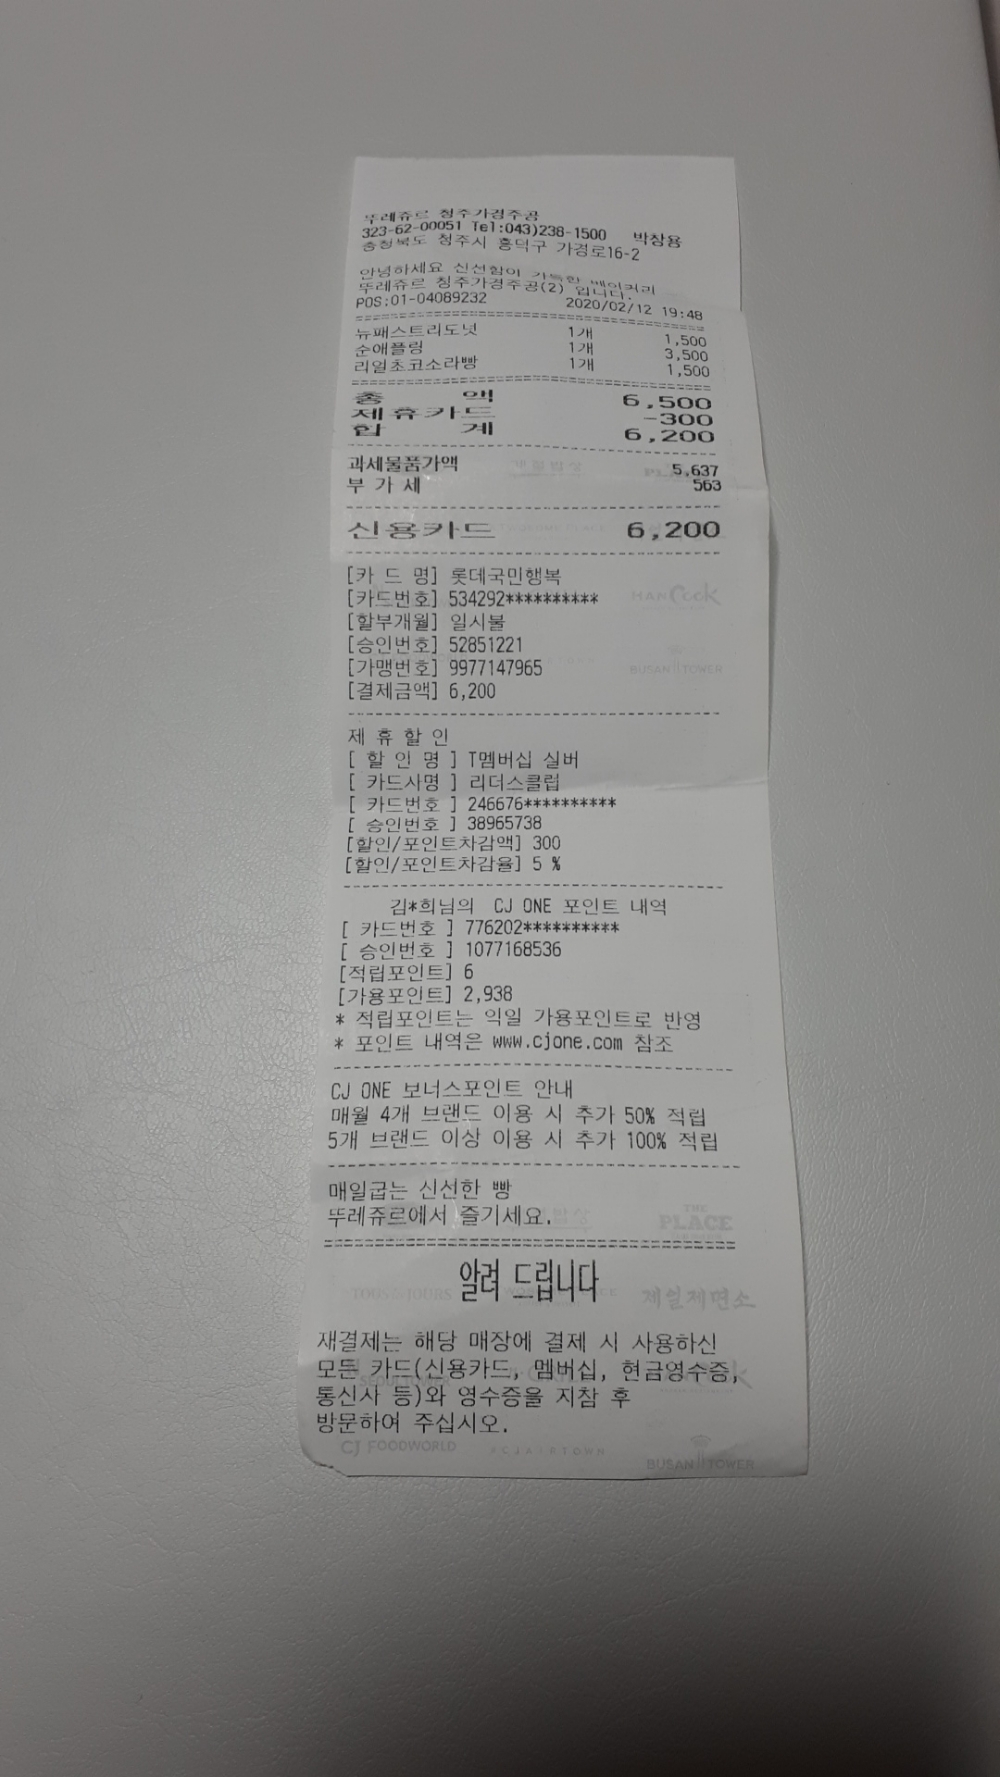 뚜레쥬르 청주가경주공
323-62-00051 Tel:043)238-1500 박창용
충청북도 청주시 흥덕구 가경로16-2
안녕하세요 신선함이 가득한 베이커리
뚜레쥬르 청주가경주공(2) 입니다.
POS:01-04089232 2020/02/12 19:48
뉴패스트리도넛 1개 1,500
순애플링 1개 3,500
리얼초코소라빵 1개 1,500
총 액 6,500
제휴카드 -300
합 계 6,200
과세물품가액 5,637
부 가 세 563
신용카드 6,200
[카 드 명] 롯데국민행복
[카드번호] 534292**********
[할부개월] 일시불
[승인번호] 52851221
[가맹번호] 9977147965
[결제금액] 6,200
제 휴 할 인
[ 할 인 명 ] T멤버십 실버
[ 카드사명 ] 리더스클럽
[ 카드번호 ] 246676**********
[ 승인번호 ] 38965738
[할인/포인트차감액] 300
[할인/포인트차감율] 5 %
김*희님의 CJ ONE 포인트 내역
[ 카드번호 ] 776202**********
[ 승인번호 ] 1077168536
[적립포인트] 6
[가용포인트] 2,938
* 적립포인트는 익일 가용포인트로 반영
* 포인트 내역은 www.cjone.com 참조
CJ ONE 보너스포인트 안내
매월 4개 브랜드 이용 시 추가 50% 적립
5개 브랜드 이상 이용 시 추가 100% 적립
매일굽는 신선한 빵
뚜레쥬르에서 즐기세요.
THE PLACE
알려 드립니다
TOUS les JOURS 제일제면소
재결제는 해당 매장에 결제 시 사용하신
모든 카드(신용카드, 멤버십, 현금영수증,
통신사 등)와 영수증을 지참 후
방문하여 주십시오.
CJ FOODWORLD BUSAN TOWER